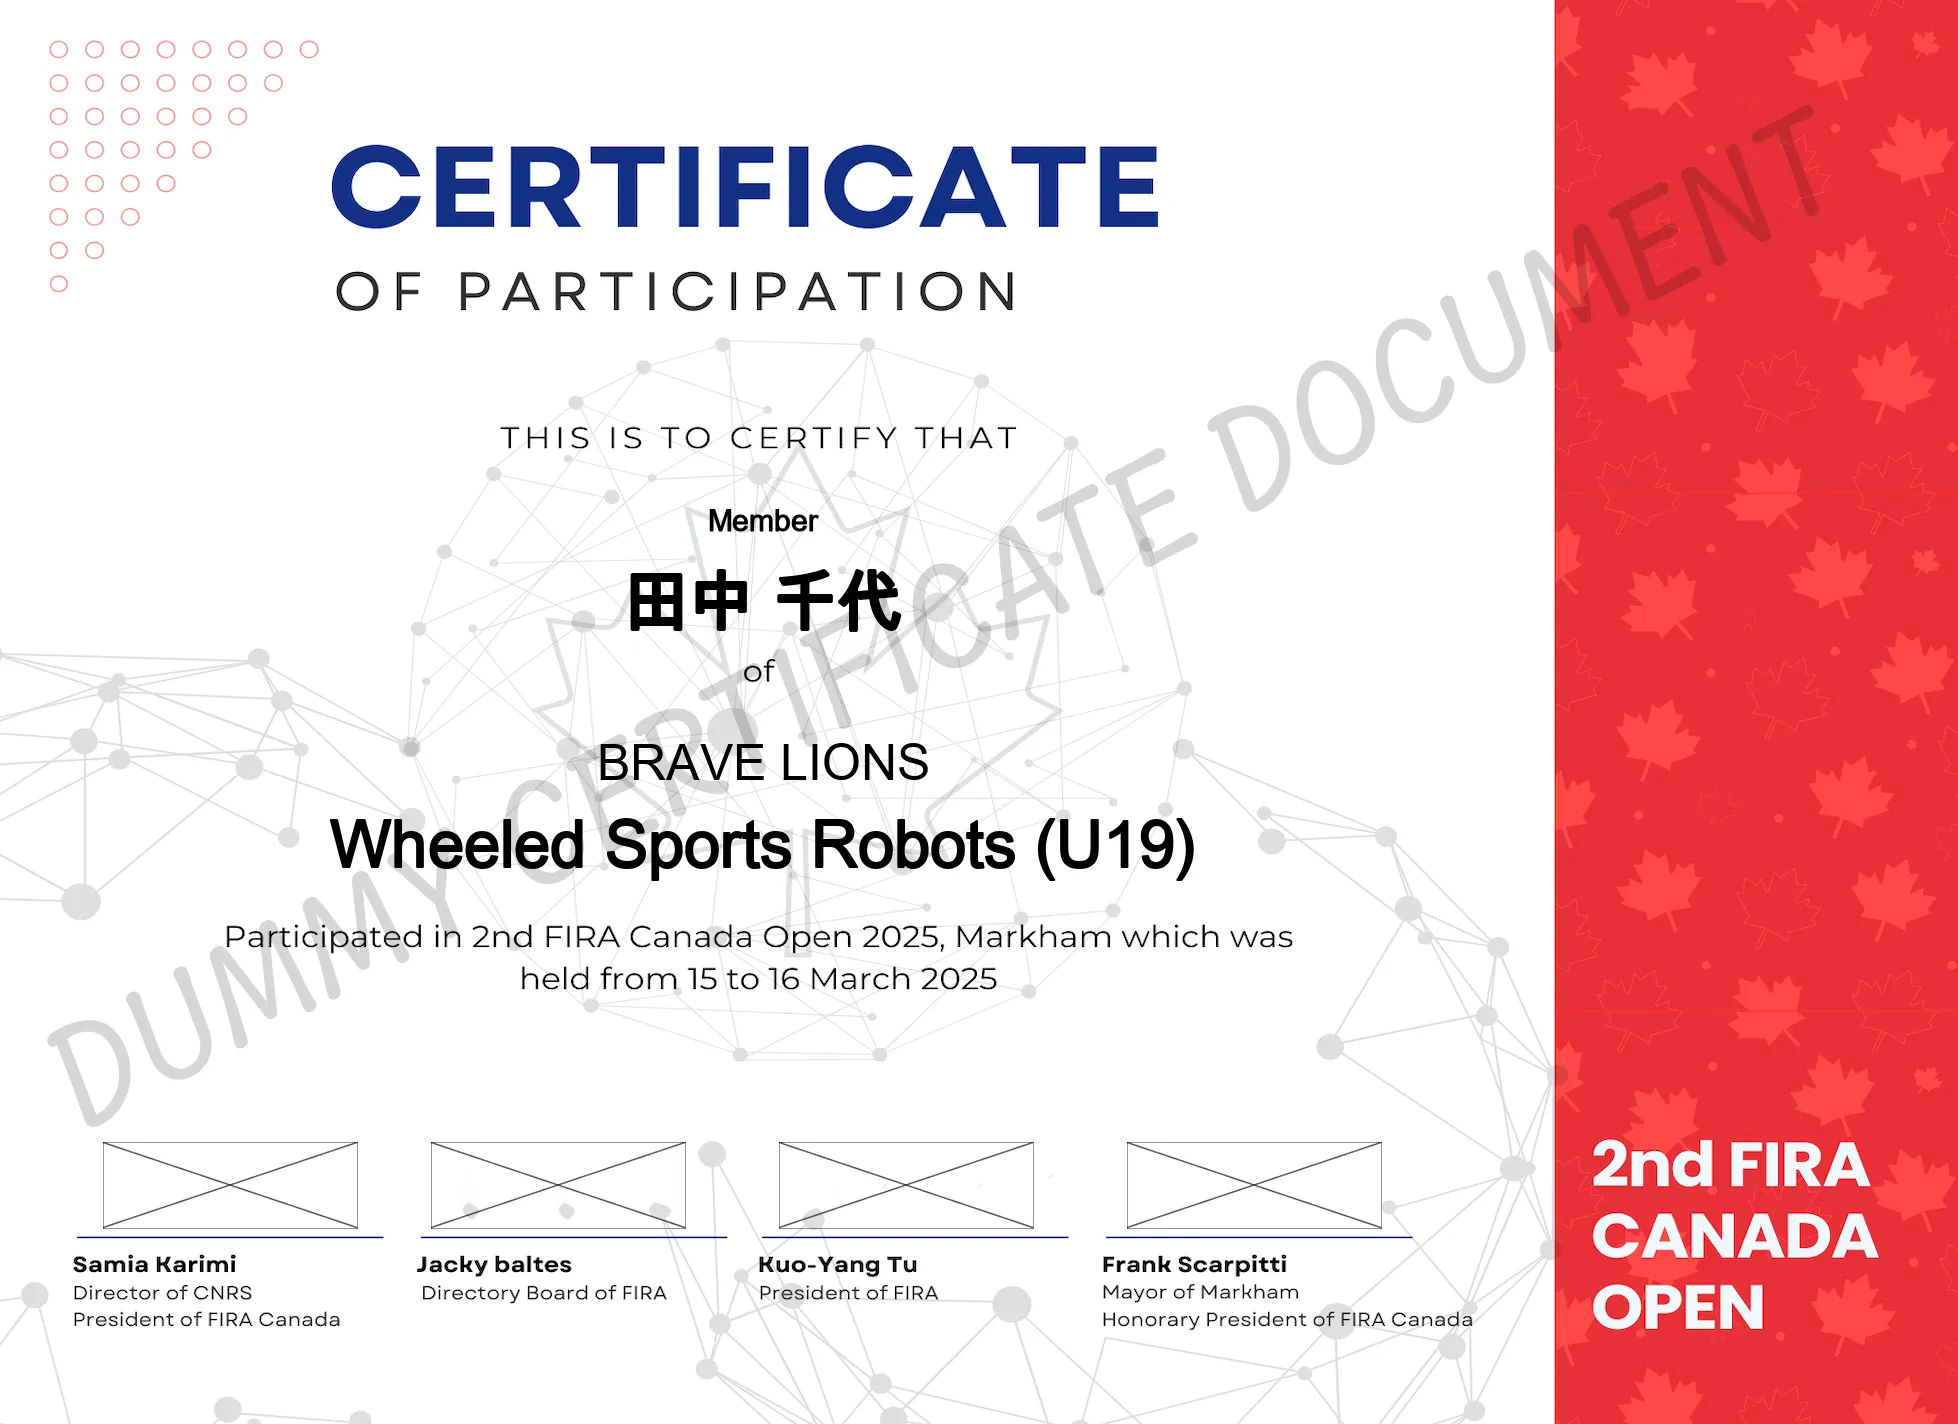 CERTIFICATE
OF PARTICIPATION
THIS IS TO CERTIFY THAT
Member
田中 千代
of
BRAVE LIONS
Wheeled Sports Robots (U19)
Participated in 2nd FIRA Canada Open 2025, Markham which was
held from 15 to 16 March 2025
DUMMY CERTIFICATE DOCUMENT
Samia Karimi
Director of CNRS
President of FIRA Canada
Jacky baltes
Directory Board of FIRA
Kuo-Yang Tu
President of FIRA
Frank Scarpitti
Mayor of Markham
Honorary President of FIRA Canada
2nd FIRA
CANADA
OPEN